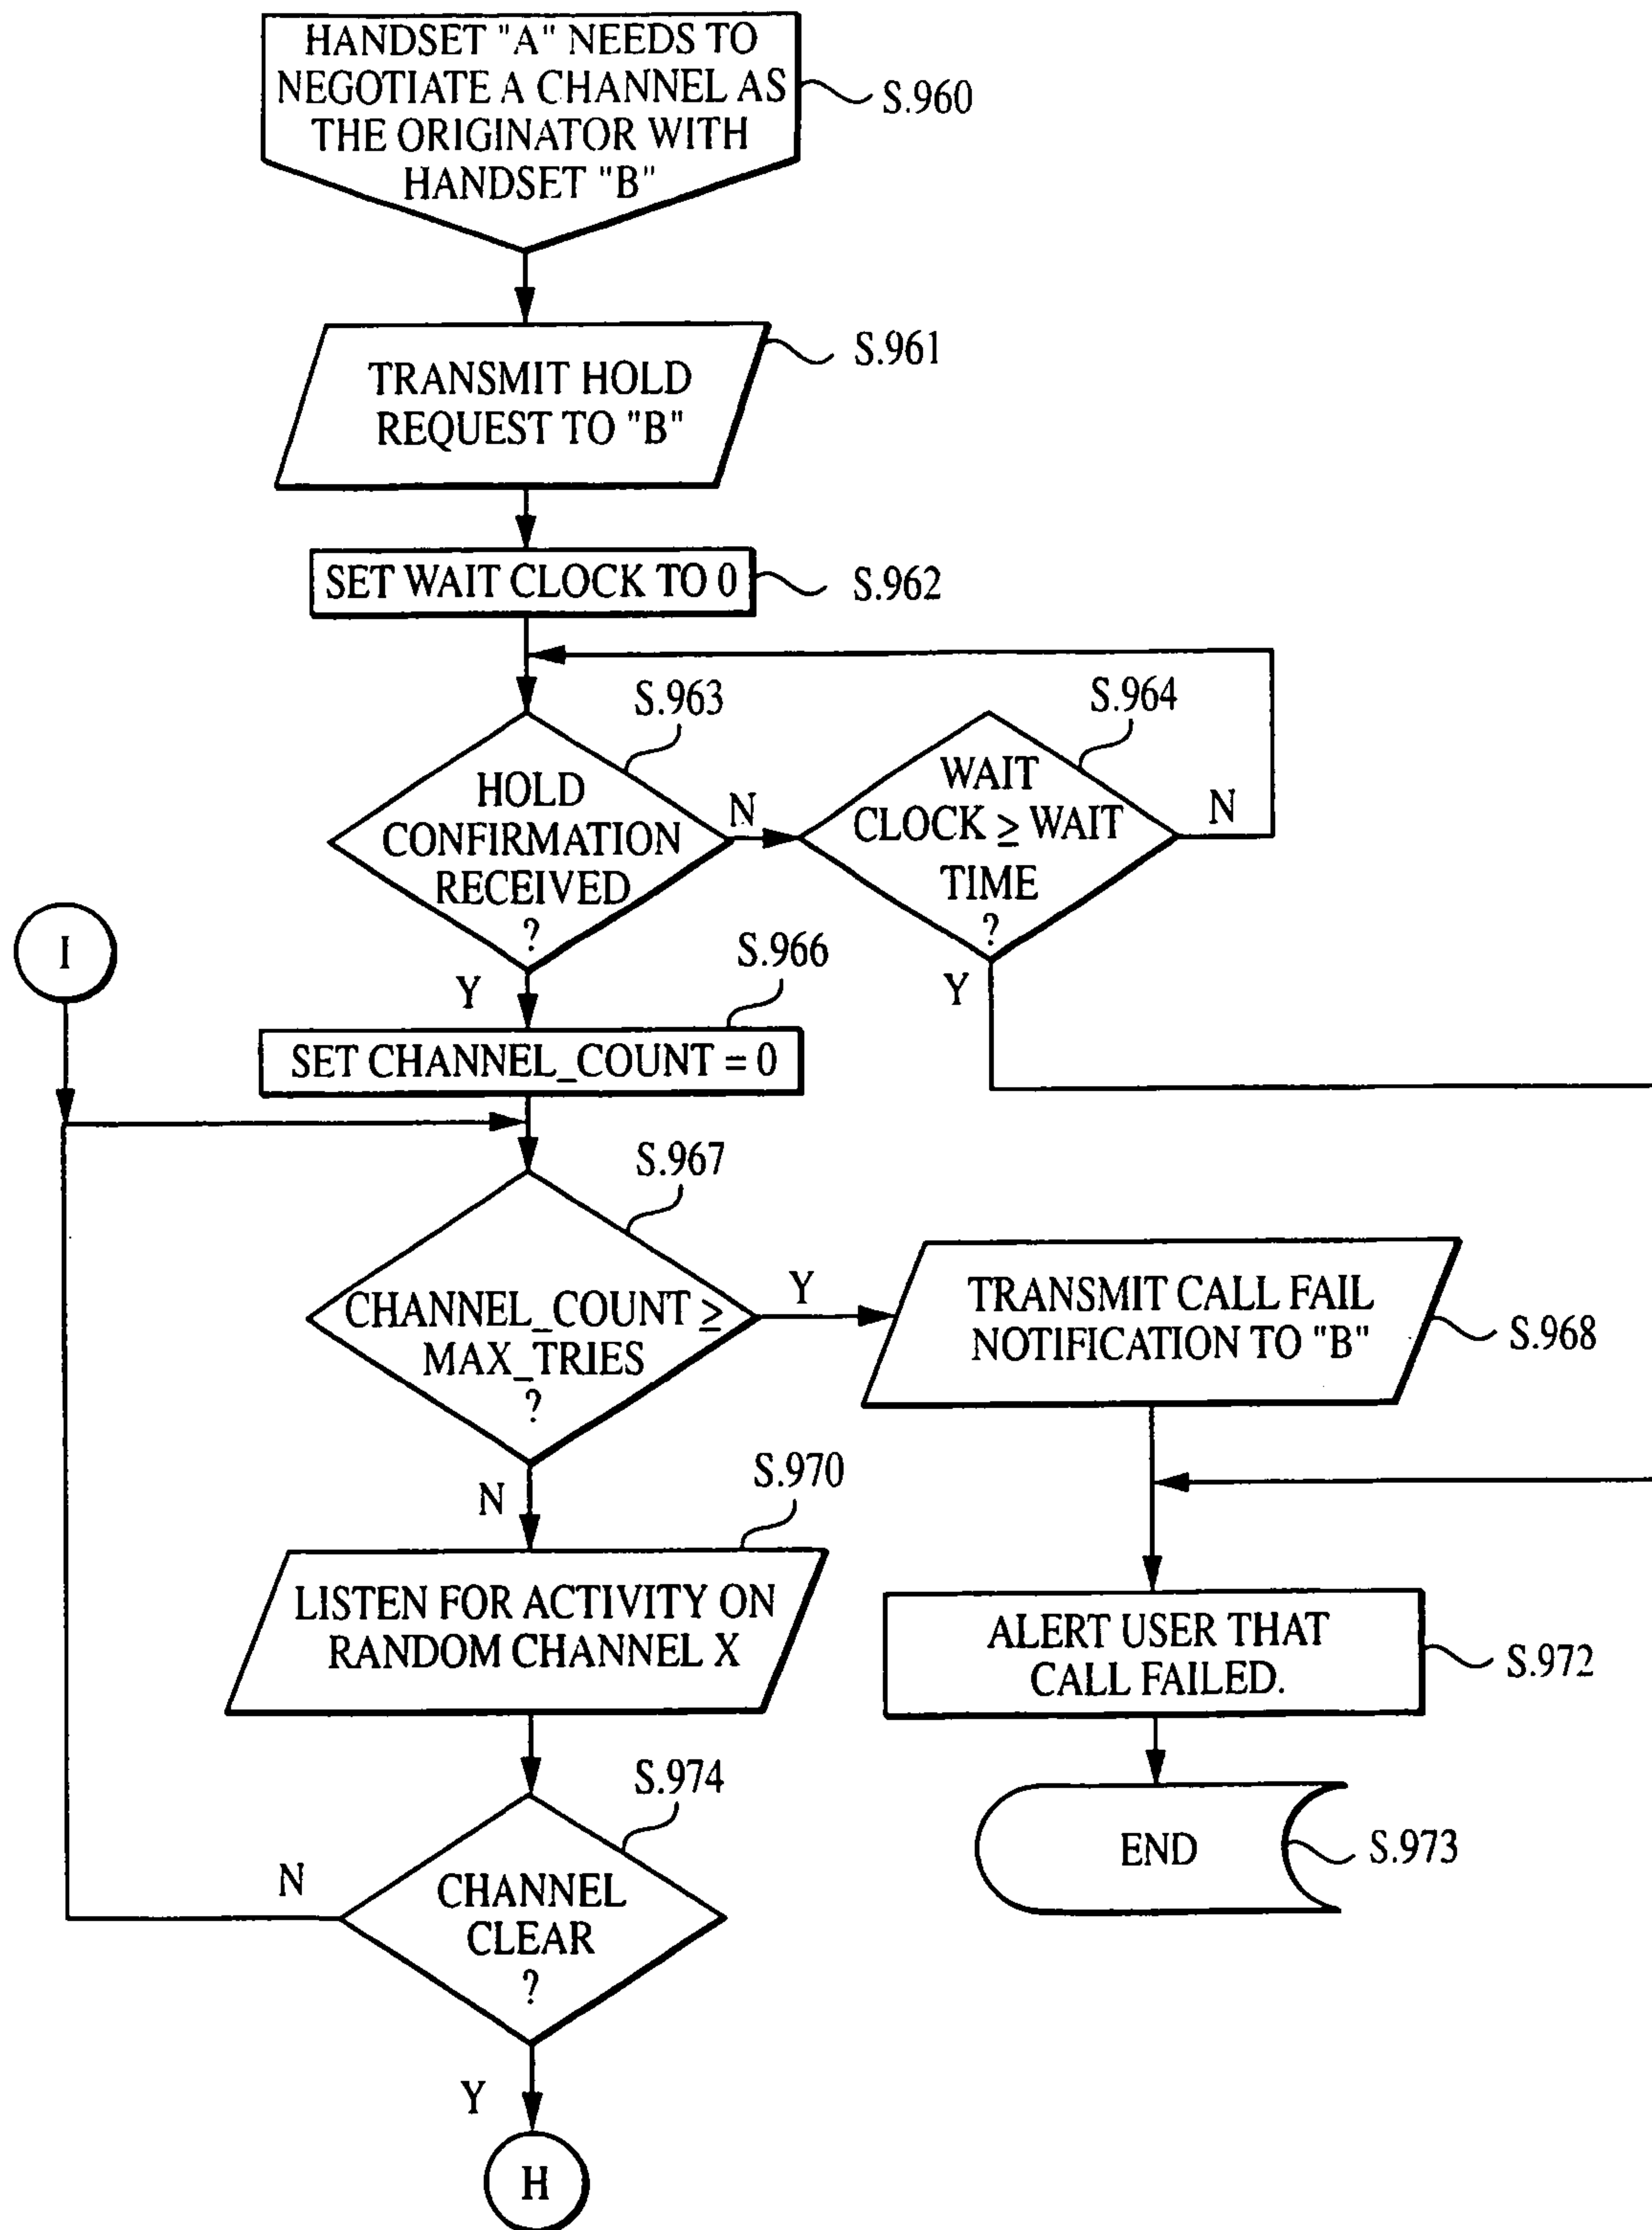 HANDSET "A" NEEDS TO
NEGOTIATE A CHANNEL AS
THE ORIGINATOR WITH
HANDSET "B"
S.960
TRANSMIT HOLD
REQUEST TO "B"
S.961
SET WAIT CLOCK TO 0
S.962
S.963
HOLD
CONFIRMATION
RECEIVED
?
N
Y
S.964
WAIT
CLOCK ≥ WAIT
TIME
?
N
Y
I
S.966
SET CHANNEL_COUNT = 0
S.967
CHANNEL_COUNT ≥
MAX_TRIES
?
Y
N
TRANSMIT CALL FAIL
NOTIFICATION TO "B"
S.968
S.970
LISTEN FOR ACTIVITY ON
RANDOM CHANNEL X
ALERT USER THAT
CALL FAILED.
S.972
S.974
CHANNEL
CLEAR
?
N
Y
END
S.973
H